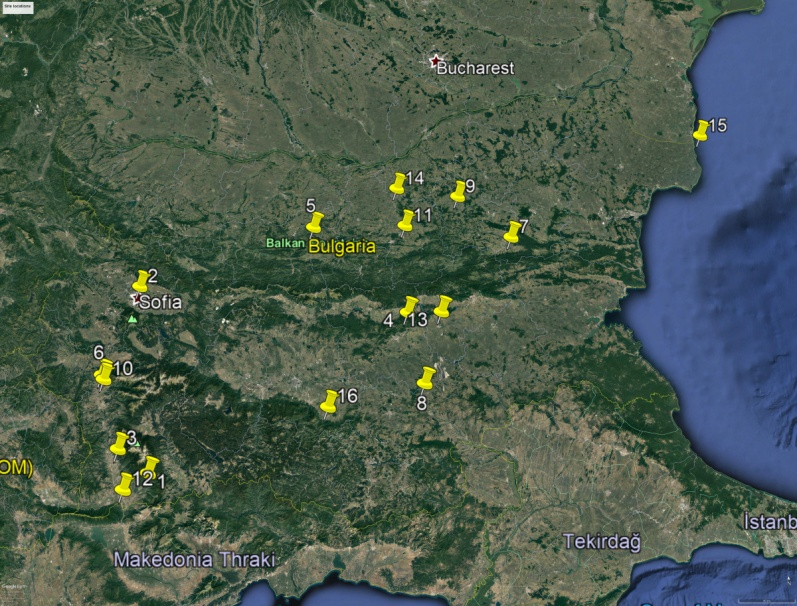 Site locations
Bucharest
15
14
9
5
11
7
Balkan
Bulgaria
2
Sofia
4
13
6
10
16
8
3
OM)
12
1
İstanb
Tekirdağ
Makedonia Thraki